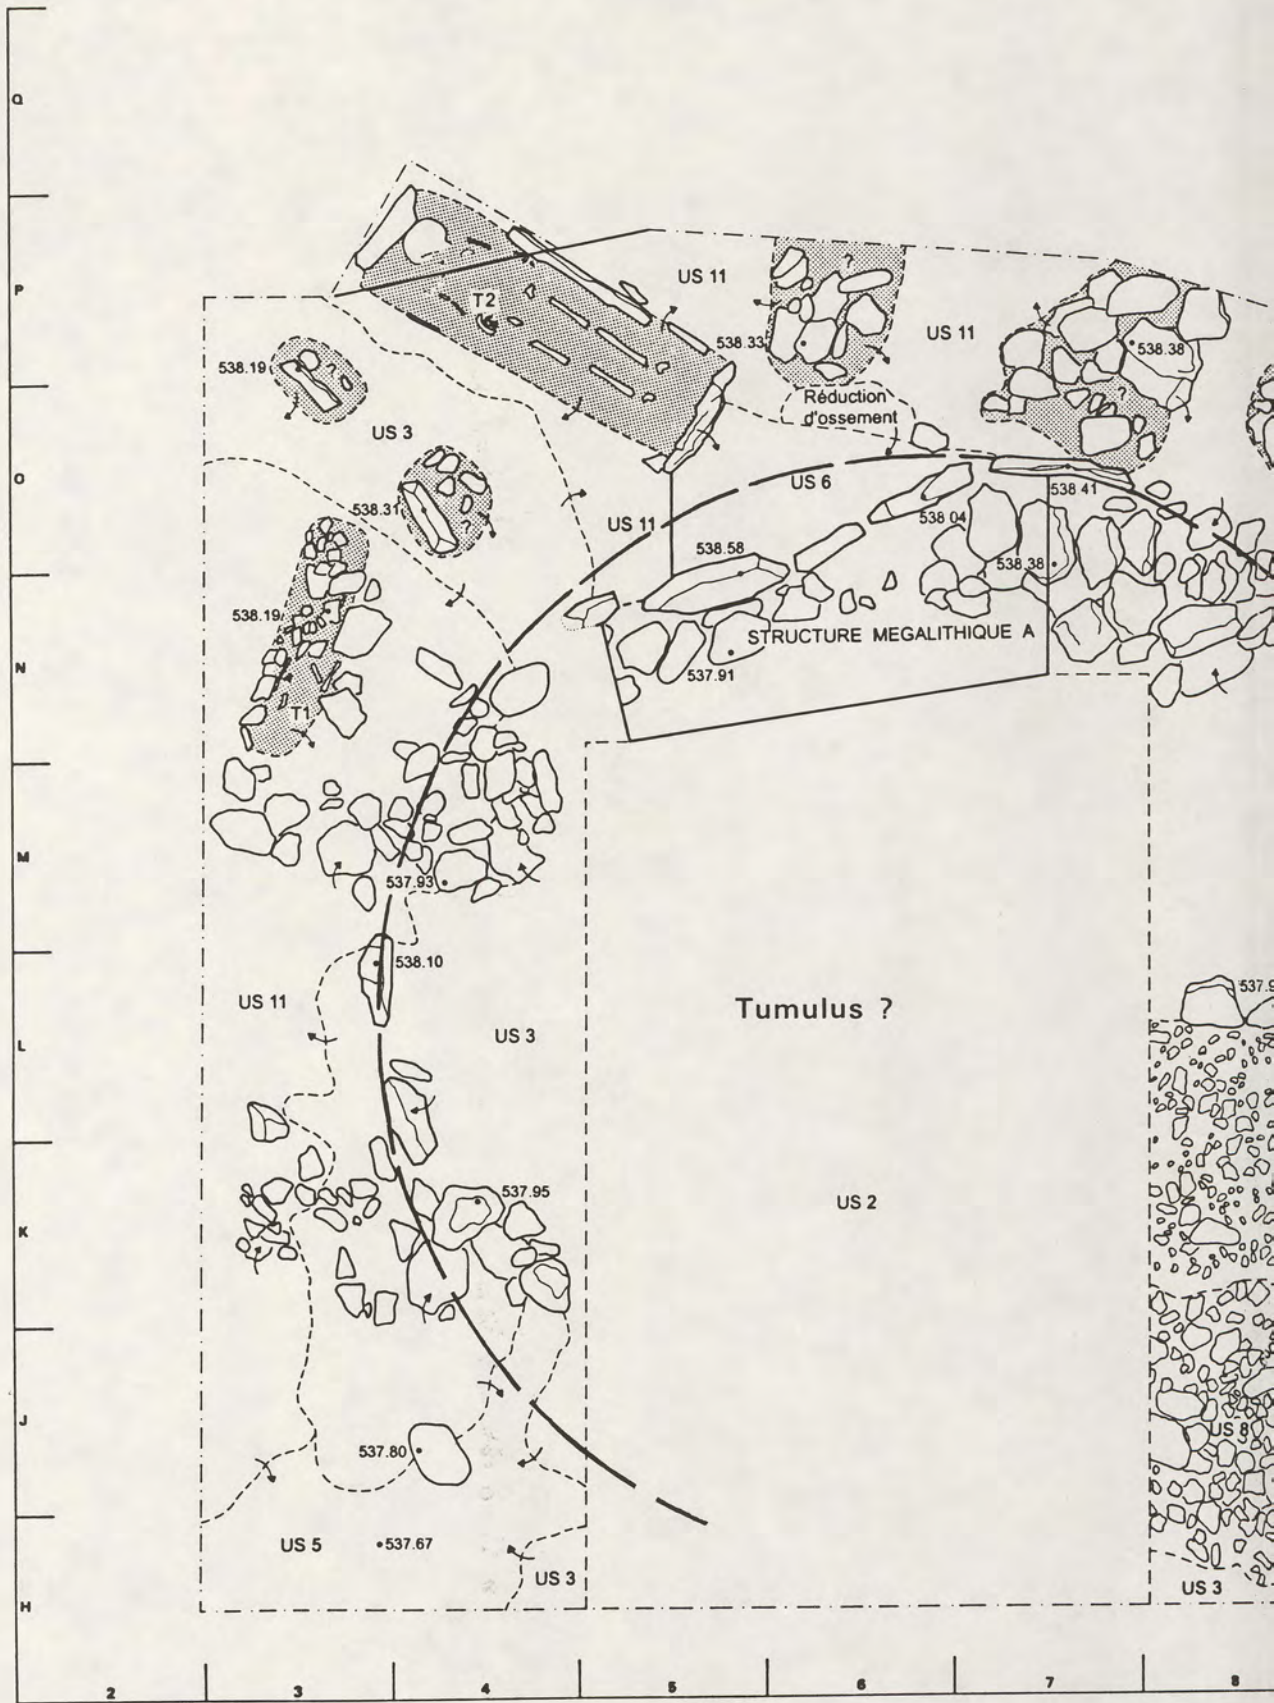 Q
P
O
N
M
L
K
J
H
2
3
4
5
6
7
8
US 11
T2
538.33
US 11
538.38
538.19
?
?
?
?
Réduction
d'ossement
US 3
538.31
?
US 6
538.41
US 11
538.04
538.58
538.38
538.19
STRUCTURE MEGALITHIQUE A
537.91
T1
537.93
538.10
US 11
US 3
Tumulus ?
537.95
US 2
537.80
US 8
US 5
537.67
US 3
US 3